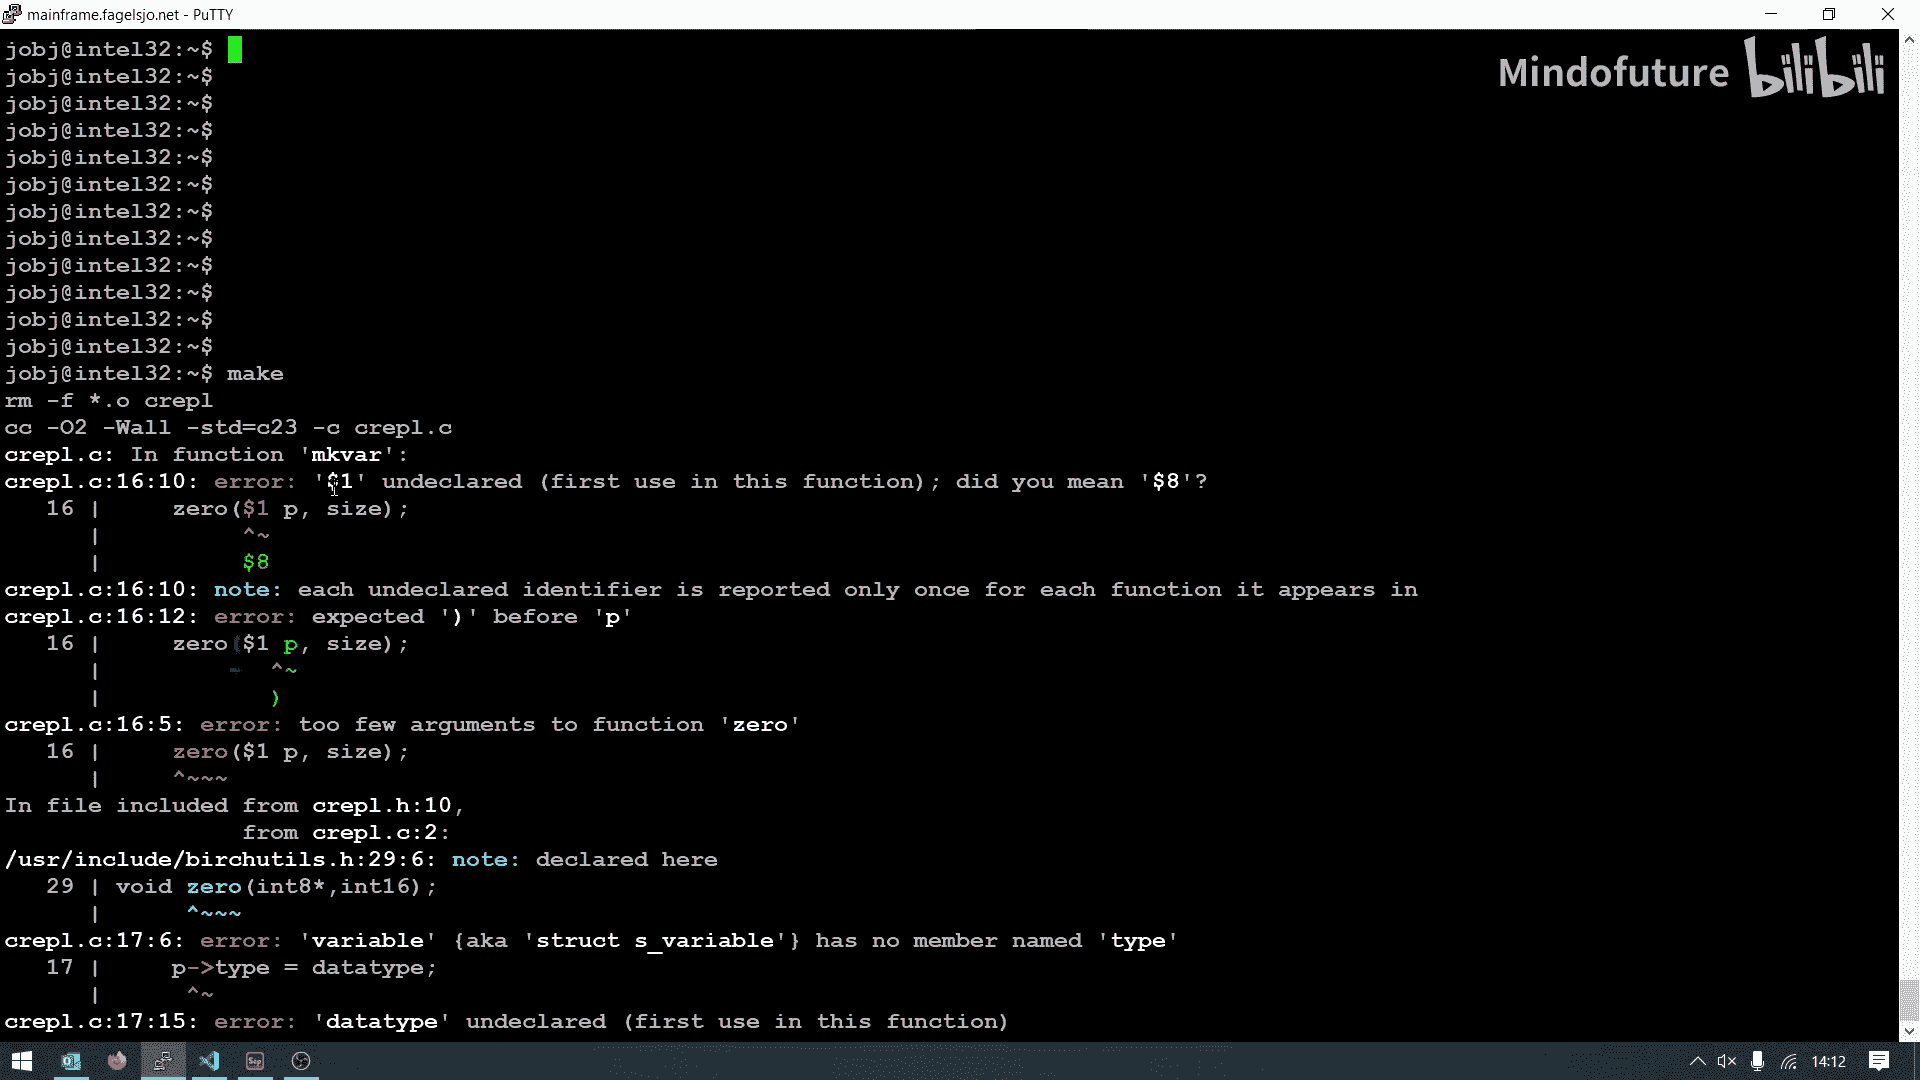 mainframe.fagelsjo.net - PuTTY
jobj@intel32:~$
Mindofuture bilibili
jobj@intel32:~$
jobj@intel32:~$
jobj@intel32:~$
jobj@intel32:~$
jobj@intel32:~$
jobj@intel32:~$
jobj@intel32:~$
jobj@intel32:~$
jobj@intel32:~$
jobj@intel32:~$
jobj@intel32:~$
jobj@intel32:~$ make
rm -f *.o crepl
cc -O2 -Wall -std=c23 -c crepl.c
crepl.c: In function 'mkvar':
crepl.c:16:10: error: '$1' undeclared (first use in this function); did you mean '$8'?
   16 |     zero($1 p, size);
      |          ^~
      |          $8
crepl.c:16:10: note: each undeclared identifier is reported only once for each function it appears in
crepl.c:16:12: error: expected ')' before 'p'
   16 |     zero($1 p, size);
      |         ~  ^~
      |            )
crepl.c:16:5: error: too few arguments to function 'zero'
   16 |     zero($1 p, size);
      |     ^~~~
In file included from crepl.h:10,
                 from crepl.c:2:
/usr/include/birchutils.h:29:6: note: declared here
   29 | void zero(int8*,int16);
      |      ^~~~
crepl.c:17:6: error: 'variable' {aka 'struct s_variable'} has no member named 'type'
   17 |     p->type = datatype;
      |      ^~
crepl.c:17:15: error: 'datatype' undeclared (first use in this function)
14:12